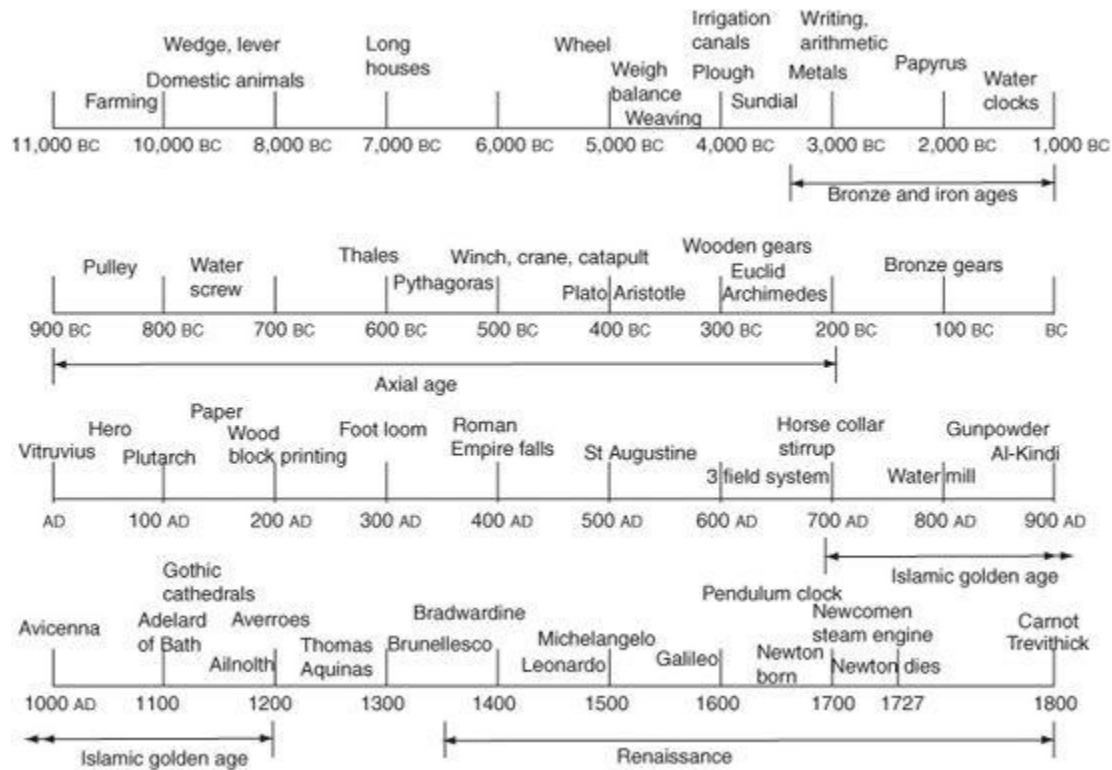 Irrigation Writing,
Wedge, lever Long Wheel canals arithmetic
houses Weigh Plough Metals Papyrus Water
Domestic animals balance clocks
Farming Weaving Sundial
11,000 BC 10,000 BC 8,000 BC 7,000 BC 6,000 BC 5,000 BC 4,000 BC 3,000 BC 2,000 BC 1,000 BC
Bronze and iron ages
Thales Winch, crane, catapult Wooden gears
Pulley Water Euclid Bronze gears
screw Pythagoras Plato Aristotle Archimedes
900 BC 800 BC 700 BC 600 BC 500 BC 400 BC 300 BC 200 BC 100 BC BC
Axial age
Paper Roman Horse collar Gunpowder
Hero Wood Foot loom Empire falls stirrup Al-Kindi
Vitruvius Plutarch block printing St Augustine
3 field system Water mill
AD 100 AD 200 AD 300 AD 400 AD 500 AD 600 AD 700 AD 800 AD 900 AD
Islamic golden age
Gothic
cathedrals Pendulum clock
Bradwardine Newcomen Carnot
Avicenna Adelard Averroes Michelangelo steam engine Trevithick
of Bath Thomas Brunellesco Galileo Newton
Ailnolth Aquinas Leonardo born Newton dies
1000 AD 1100 1200 1300 1400 1500 1600 1700 1727 1800
Islamic golden age Renaissance